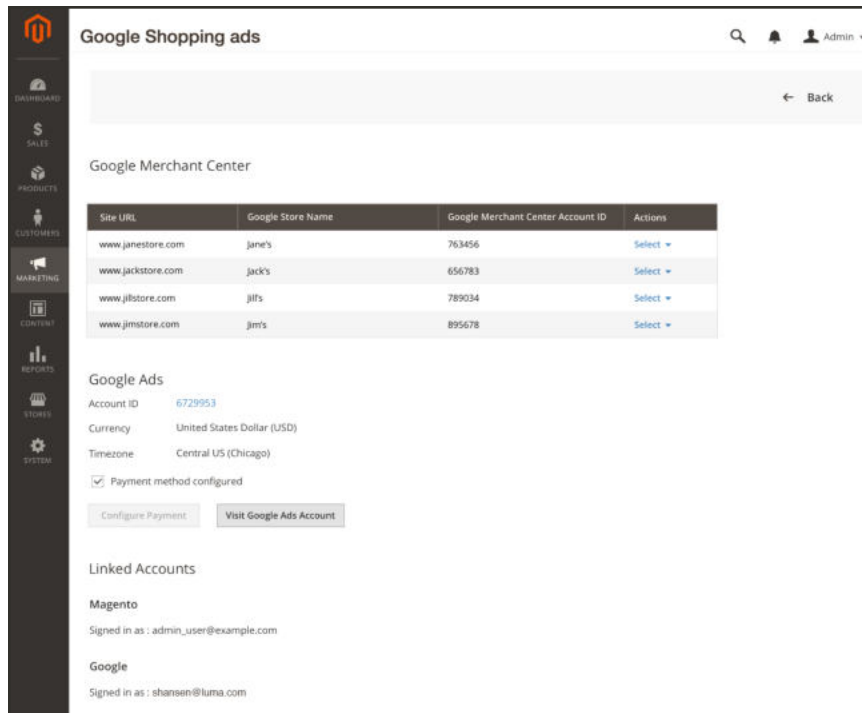 Google Shopping ads
Admin
DASHBOARD
SALES
PRODUCTS
CUSTOMERS
MARKETING
CONTENT
REPORTS
STORES
SYSTEM
← Back
Google Merchant Center
Site URL Google Store Name Google Merchant Center Account ID Actions
www.janestore.com Jane's 763456 Select
www.jackstore.com Jack's 656783 Select
www.jillstore.com Jill's 789034 Select
www.jimstore.com Jim's 895678 Select
Google Ads
Account ID 6729953
Currency United States Dollar (USD)
Timezone Central US (Chicago)
Payment method configured
Configure Payment Visit Google Ads Account
Linked Accounts
Magento
Signed in as : admin_user@example.com
Google
Signed in as : shansen@luma.com